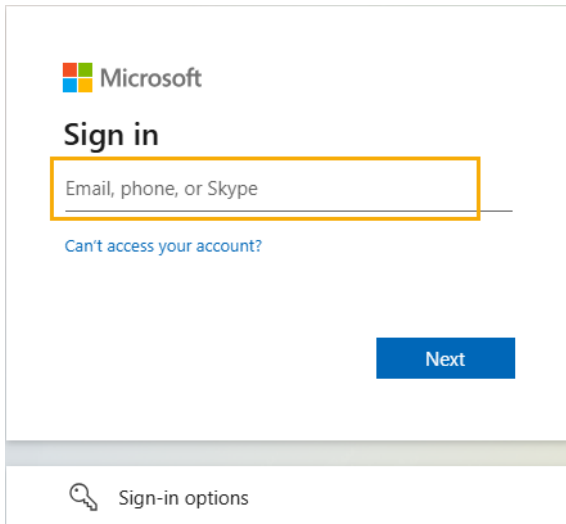 Microsoft
Sign in
Email, phone, or Skype
Can't access your account?
Next
Sign-in options